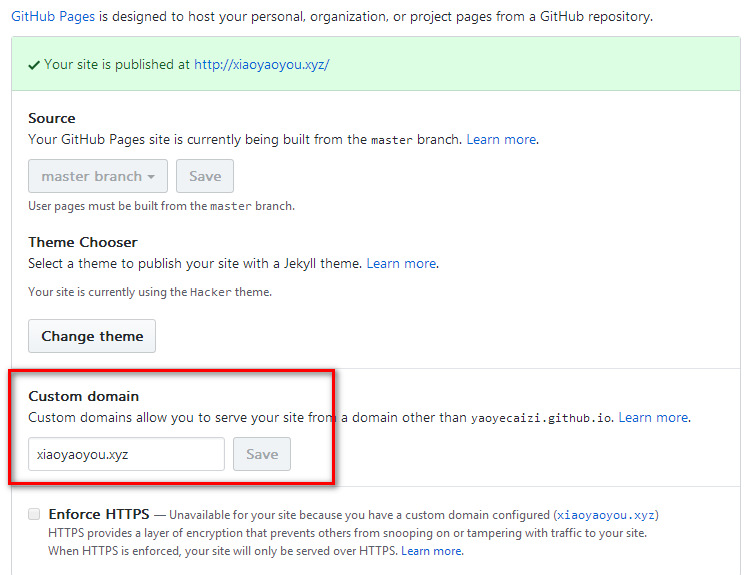 GitHub Pages is designed to host your personal, organization, or project pages from a GitHub repository.
Your site is published at http://xiaoyaoyou.xyz/
Source
Your GitHub Pages site is currently being built from the master branch. Learn more.
master branch
Save
User pages must be built from the master branch.
Theme Chooser
Select a theme to publish your site with a Jekyll theme. Learn more.
Your site is currently using the Hacker theme.
Change theme
Custom domain
Custom domains allow you to serve your site from a domain other than yaoyecaizi.github.io. Learn more.
xiaoyaoyou.xyz
Save
Enforce HTTPS — Unavailable for your site because you have a custom domain configured (xiaoyaoyou.xyz)
HTTPS provides a layer of encryption that prevents others from snooping on or tampering with traffic to your site.
When HTTPS is enforced, your site will only be served over HTTPS. Learn more.